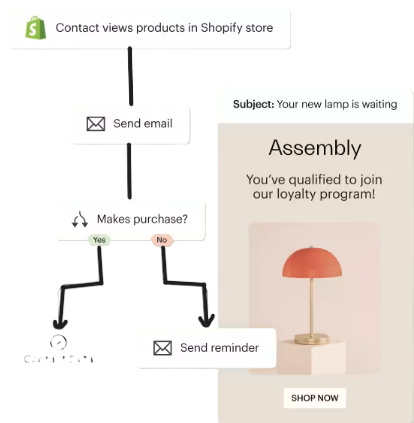 Contact views products in Shopify store
Send email
Subject: Your new lamp is waiting
Assembly
You've qualified to join
our loyalty program!
Makes purchase?
Yes
No
Send reminder
SHOP NOW